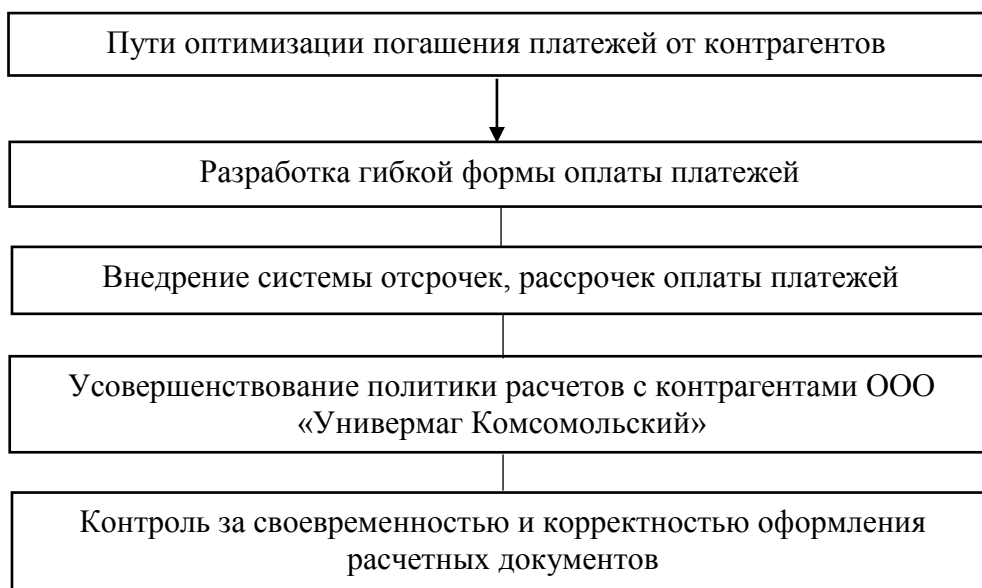 Пути оптимизации погашения платежей от контрагентов
Разработка гибкой формы оплаты платежей
Внедрение системы отсрочек, рассрочек оплаты платежей
Усовершенствование политики расчетов с контрагентами ООО
«Универмаг Комсомольский»
Контроль за своевременностью и корректностью оформления
расчетных документов